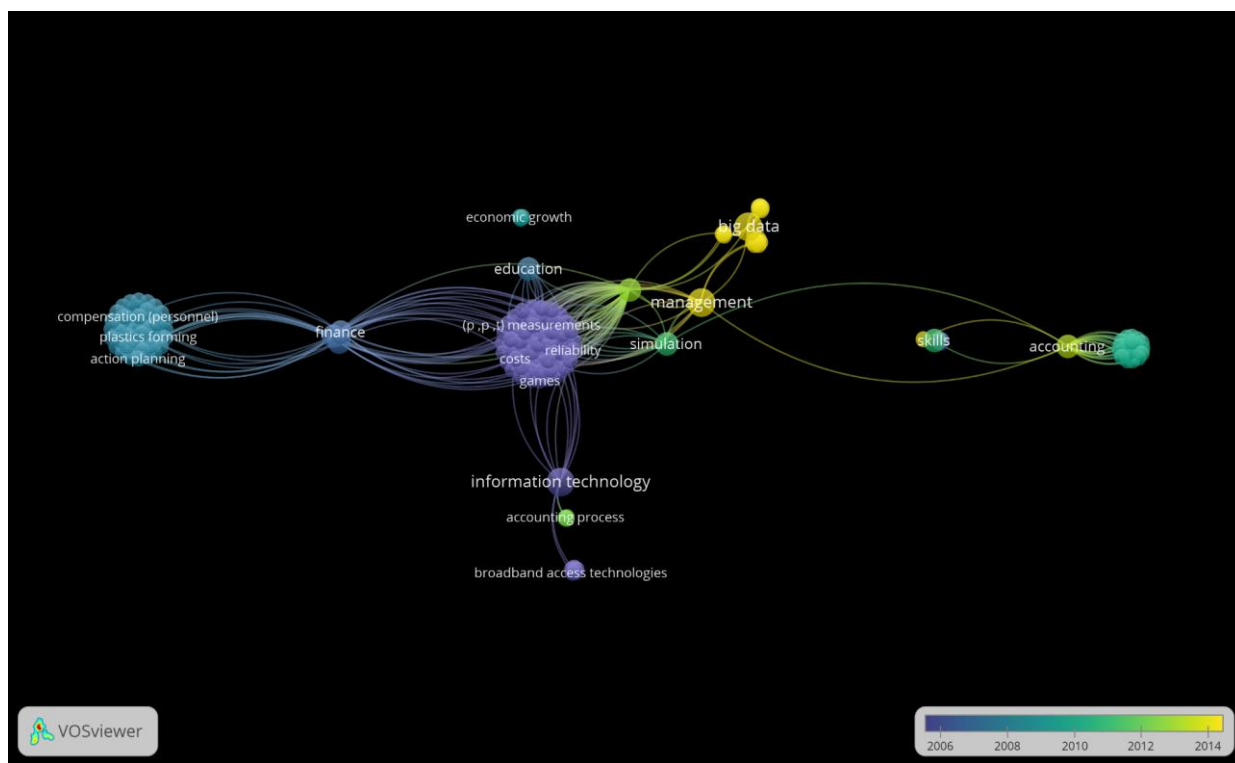 economic growth
big data
education
management
compensation (personnel)
(p ,p ,t) measurements
plastics forming
finance
reliability
simulation
skills
accounting
action planning
costs
games
information technology
accounting process
broadband access technologies
VOSviewer
2006 2008 2010 2012 2014